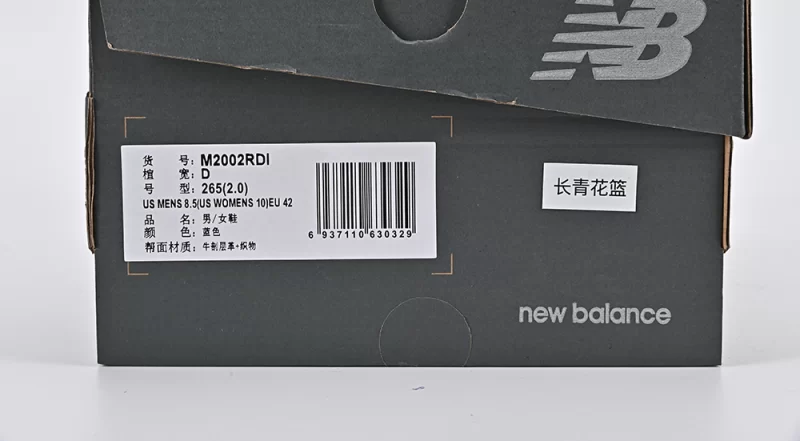 NB
货 号: M2002RDI
楦 宽: D
号 型: 265(2.0)
US MENS 8.5(US WOMENS 10)EU 42
品 名: 男/女鞋
颜 色: 蓝色
帮面材质: 牛剖层革+织物
6 937110 630329
长青花篮
new balance